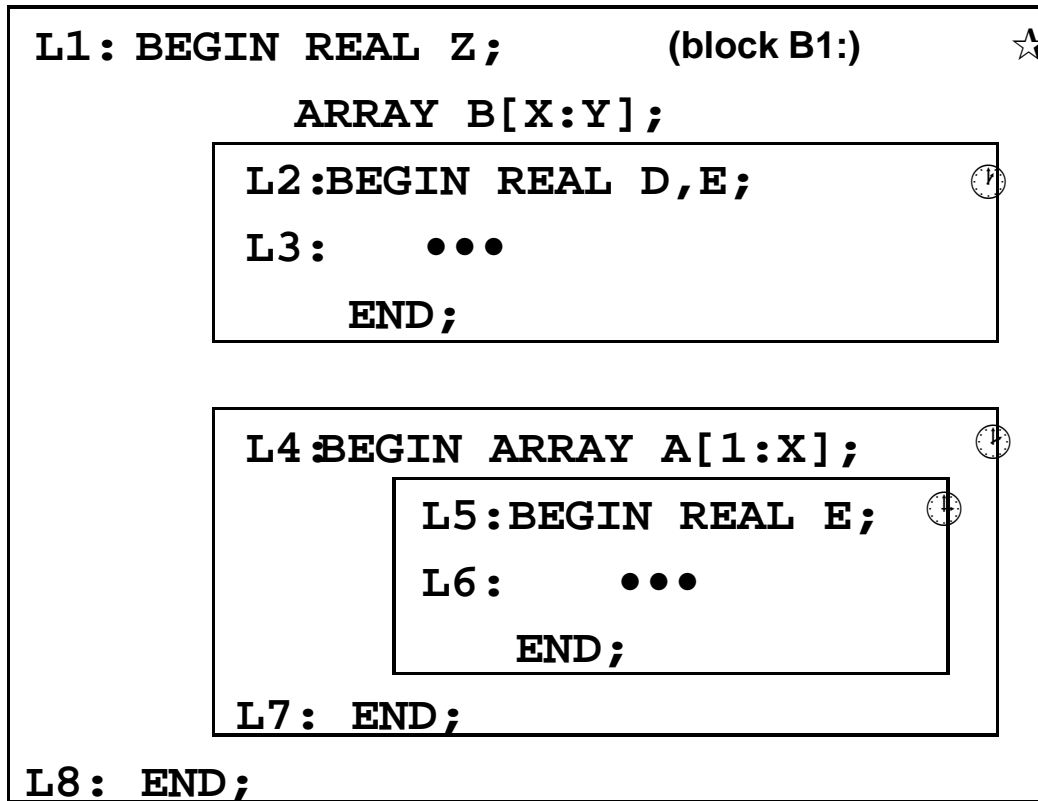 L1: BEGIN REAL Z; (block B1:)
ARRAY B[X:Y];
L2:BEGIN REAL D,E;
L3: •••
END;
L4:BEGIN ARRAY A[1:X];
L5:BEGIN REAL E;
L6: •••
END;
L7: END;
L8: END;